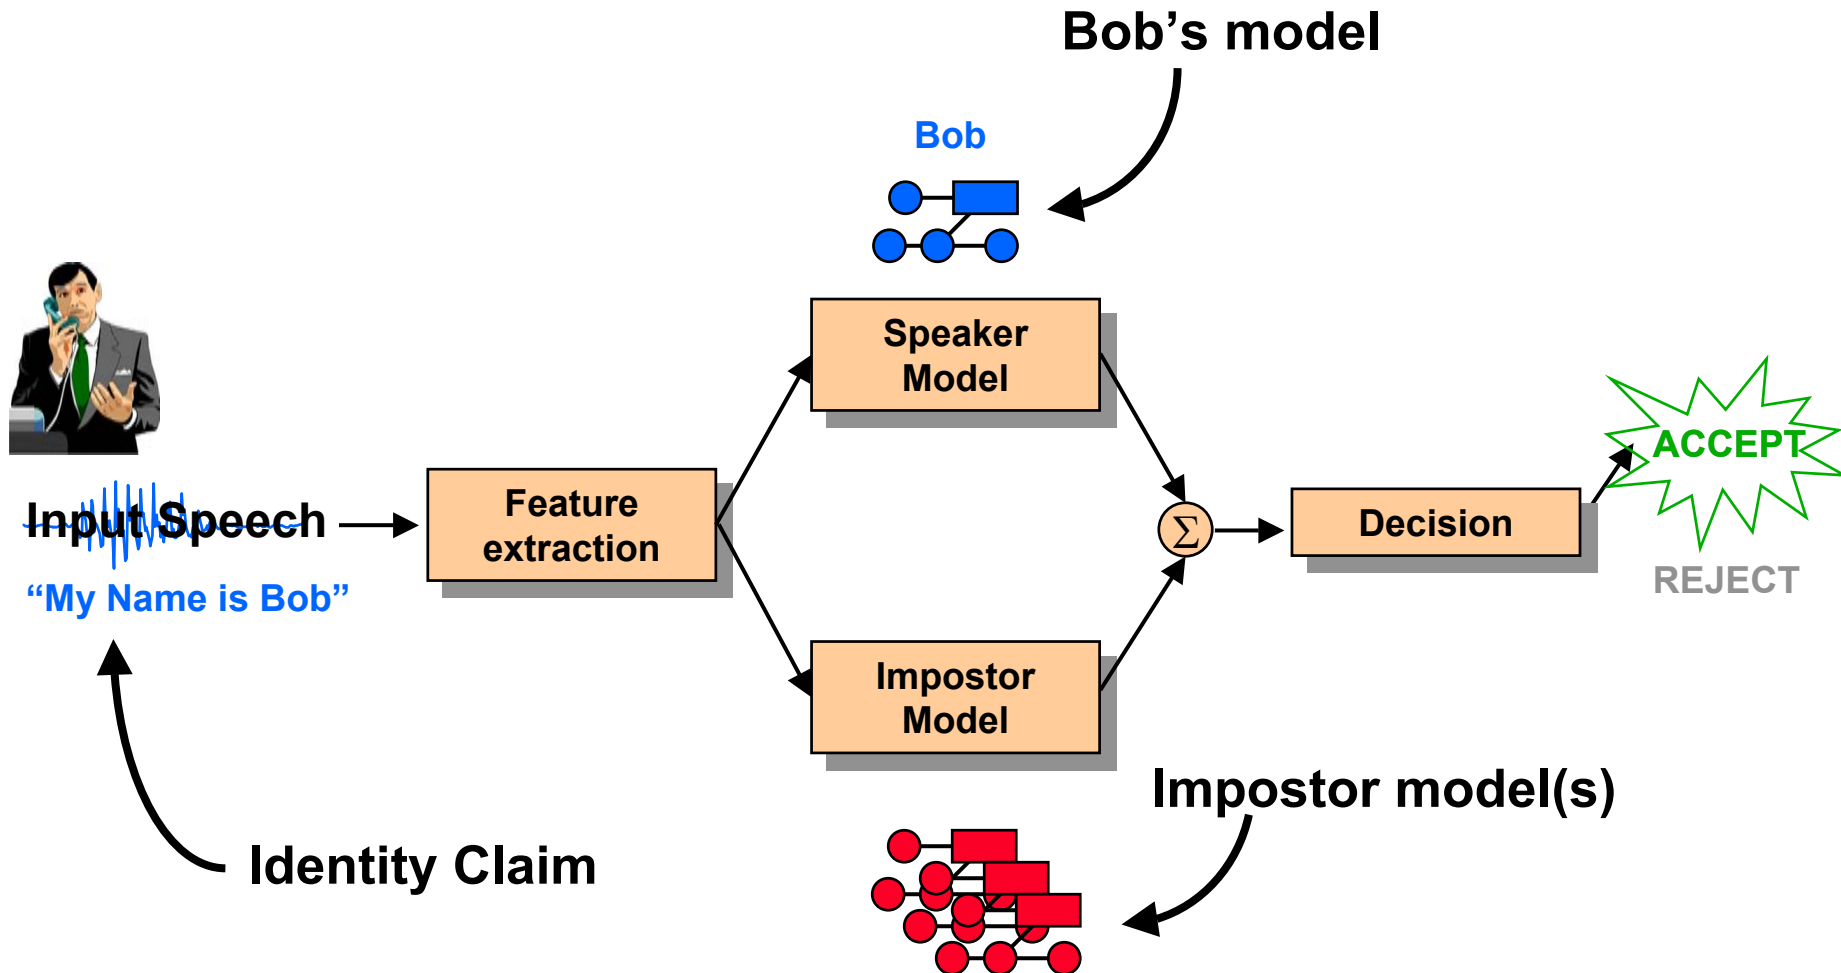 Bob’s model
Bob
Speaker
Model
Input Speech
“My Name is Bob”
Feature
extraction
Σ
Decision
ACCEPT
REJECT
Impostor
Model
Impostor model(s)
Identity Claim